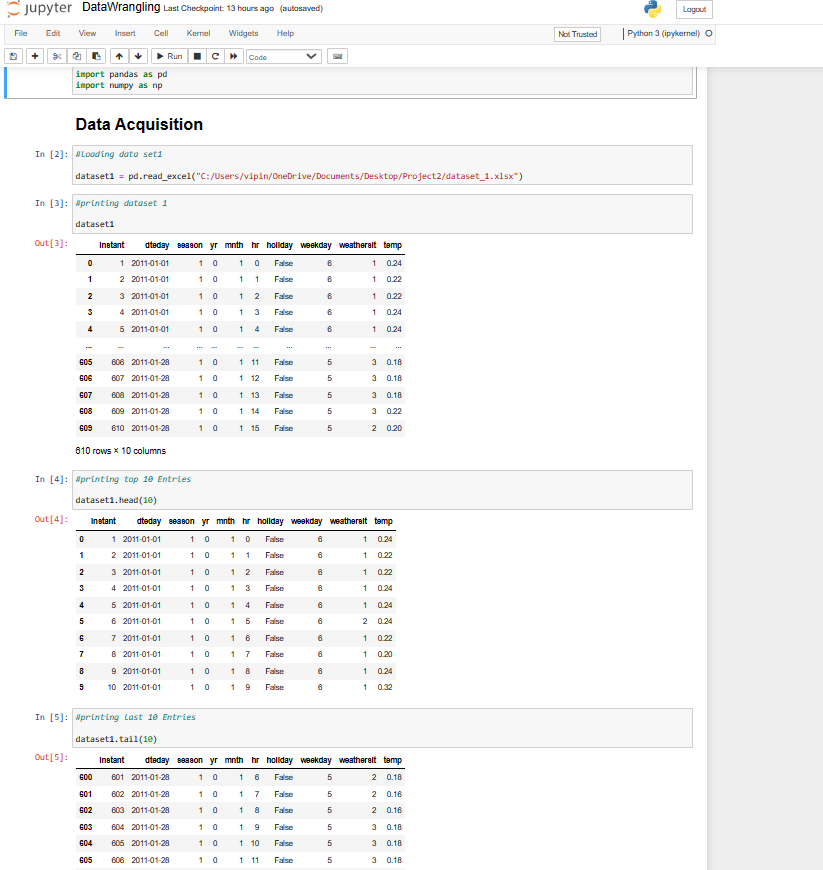 jupyter DataWrangling Last Checkpoint: 13 hours ago (autosaved) Logout
File Edit View Insert Cell Kernel Widgets Help Not Trusted Python 3 (ipykernel)
Run Code
import pandas as pd
import numpy as np
Data Acquisition
In [2]: #Loading data set1
dataset1 = pd.read_excel("C:/Users/vipin/OneDrive/Documents/Desktop/Project2/dataset_1.xlsx")
In [3]: #printing dataset 1
dataset1
Out[3]: instant dteday season yr mnth hr holiday weekday weathersit temp
0 1 2011-01-01 1 0 1 0 False 6 1 0.24
1 2 2011-01-01 1 0 1 1 False 6 1 0.22
2 3 2011-01-01 1 0 1 2 False 6 1 0.22
3 4 2011-01-01 1 0 1 3 False 6 1 0.24
4 5 2011-01-01 1 0 1 4 False 6 1 0.24
... ... ... ... ... ... ... ... ... ... ...
605 606 2011-01-28 1 0 1 11 False 5 3 0.18
606 607 2011-01-28 1 0 1 12 False 5 3 0.18
607 608 2011-01-28 1 0 1 13 False 5 3 0.18
608 609 2011-01-28 1 0 1 14 False 5 3 0.22
609 610 2011-01-28 1 0 1 15 False 5 2 0.20
610 rows × 10 columns
In [4]: #printing top 10 Entries
dataset1.head(10)
Out[4]: instant dteday season yr mnth hr holiday weekday weathersit temp
0 1 2011-01-01 1 0 1 0 False 6 1 0.24
1 2 2011-01-01 1 0 1 1 False 6 1 0.22
2 3 2011-01-01 1 0 1 2 False 6 1 0.22
3 4 2011-01-01 1 0 1 3 False 6 1 0.24
4 5 2011-01-01 1 0 1 4 False 6 1 0.24
5 6 2011-01-01 1 0 1 5 False 6 2 0.24
6 7 2011-01-01 1 0 1 6 False 6 1 0.22
7 8 2011-01-01 1 0 1 7 False 6 1 0.20
8 9 2011-01-01 1 0 1 8 False 6 1 0.24
9 10 2011-01-01 1 0 1 9 False 6 1 0.32
In [5]: #printing last 10 Entries
dataset1.tail(10)
Out[5]: instant dteday season yr mnth hr holiday weekday weathersit temp
600 601 2011-01-28 1 0 1 6 False 5 2 0.18
601 602 2011-01-28 1 0 1 7 False 5 2 0.16
602 603 2011-01-28 1 0 1 8 False 5 2 0.16
603 604 2011-01-28 1 0 1 9 False 5 3 0.18
604 605 2011-01-28 1 0 1 10 False 5 3 0.18
605 606 2011-01-28 1 0 1 11 False 5 3 0.18